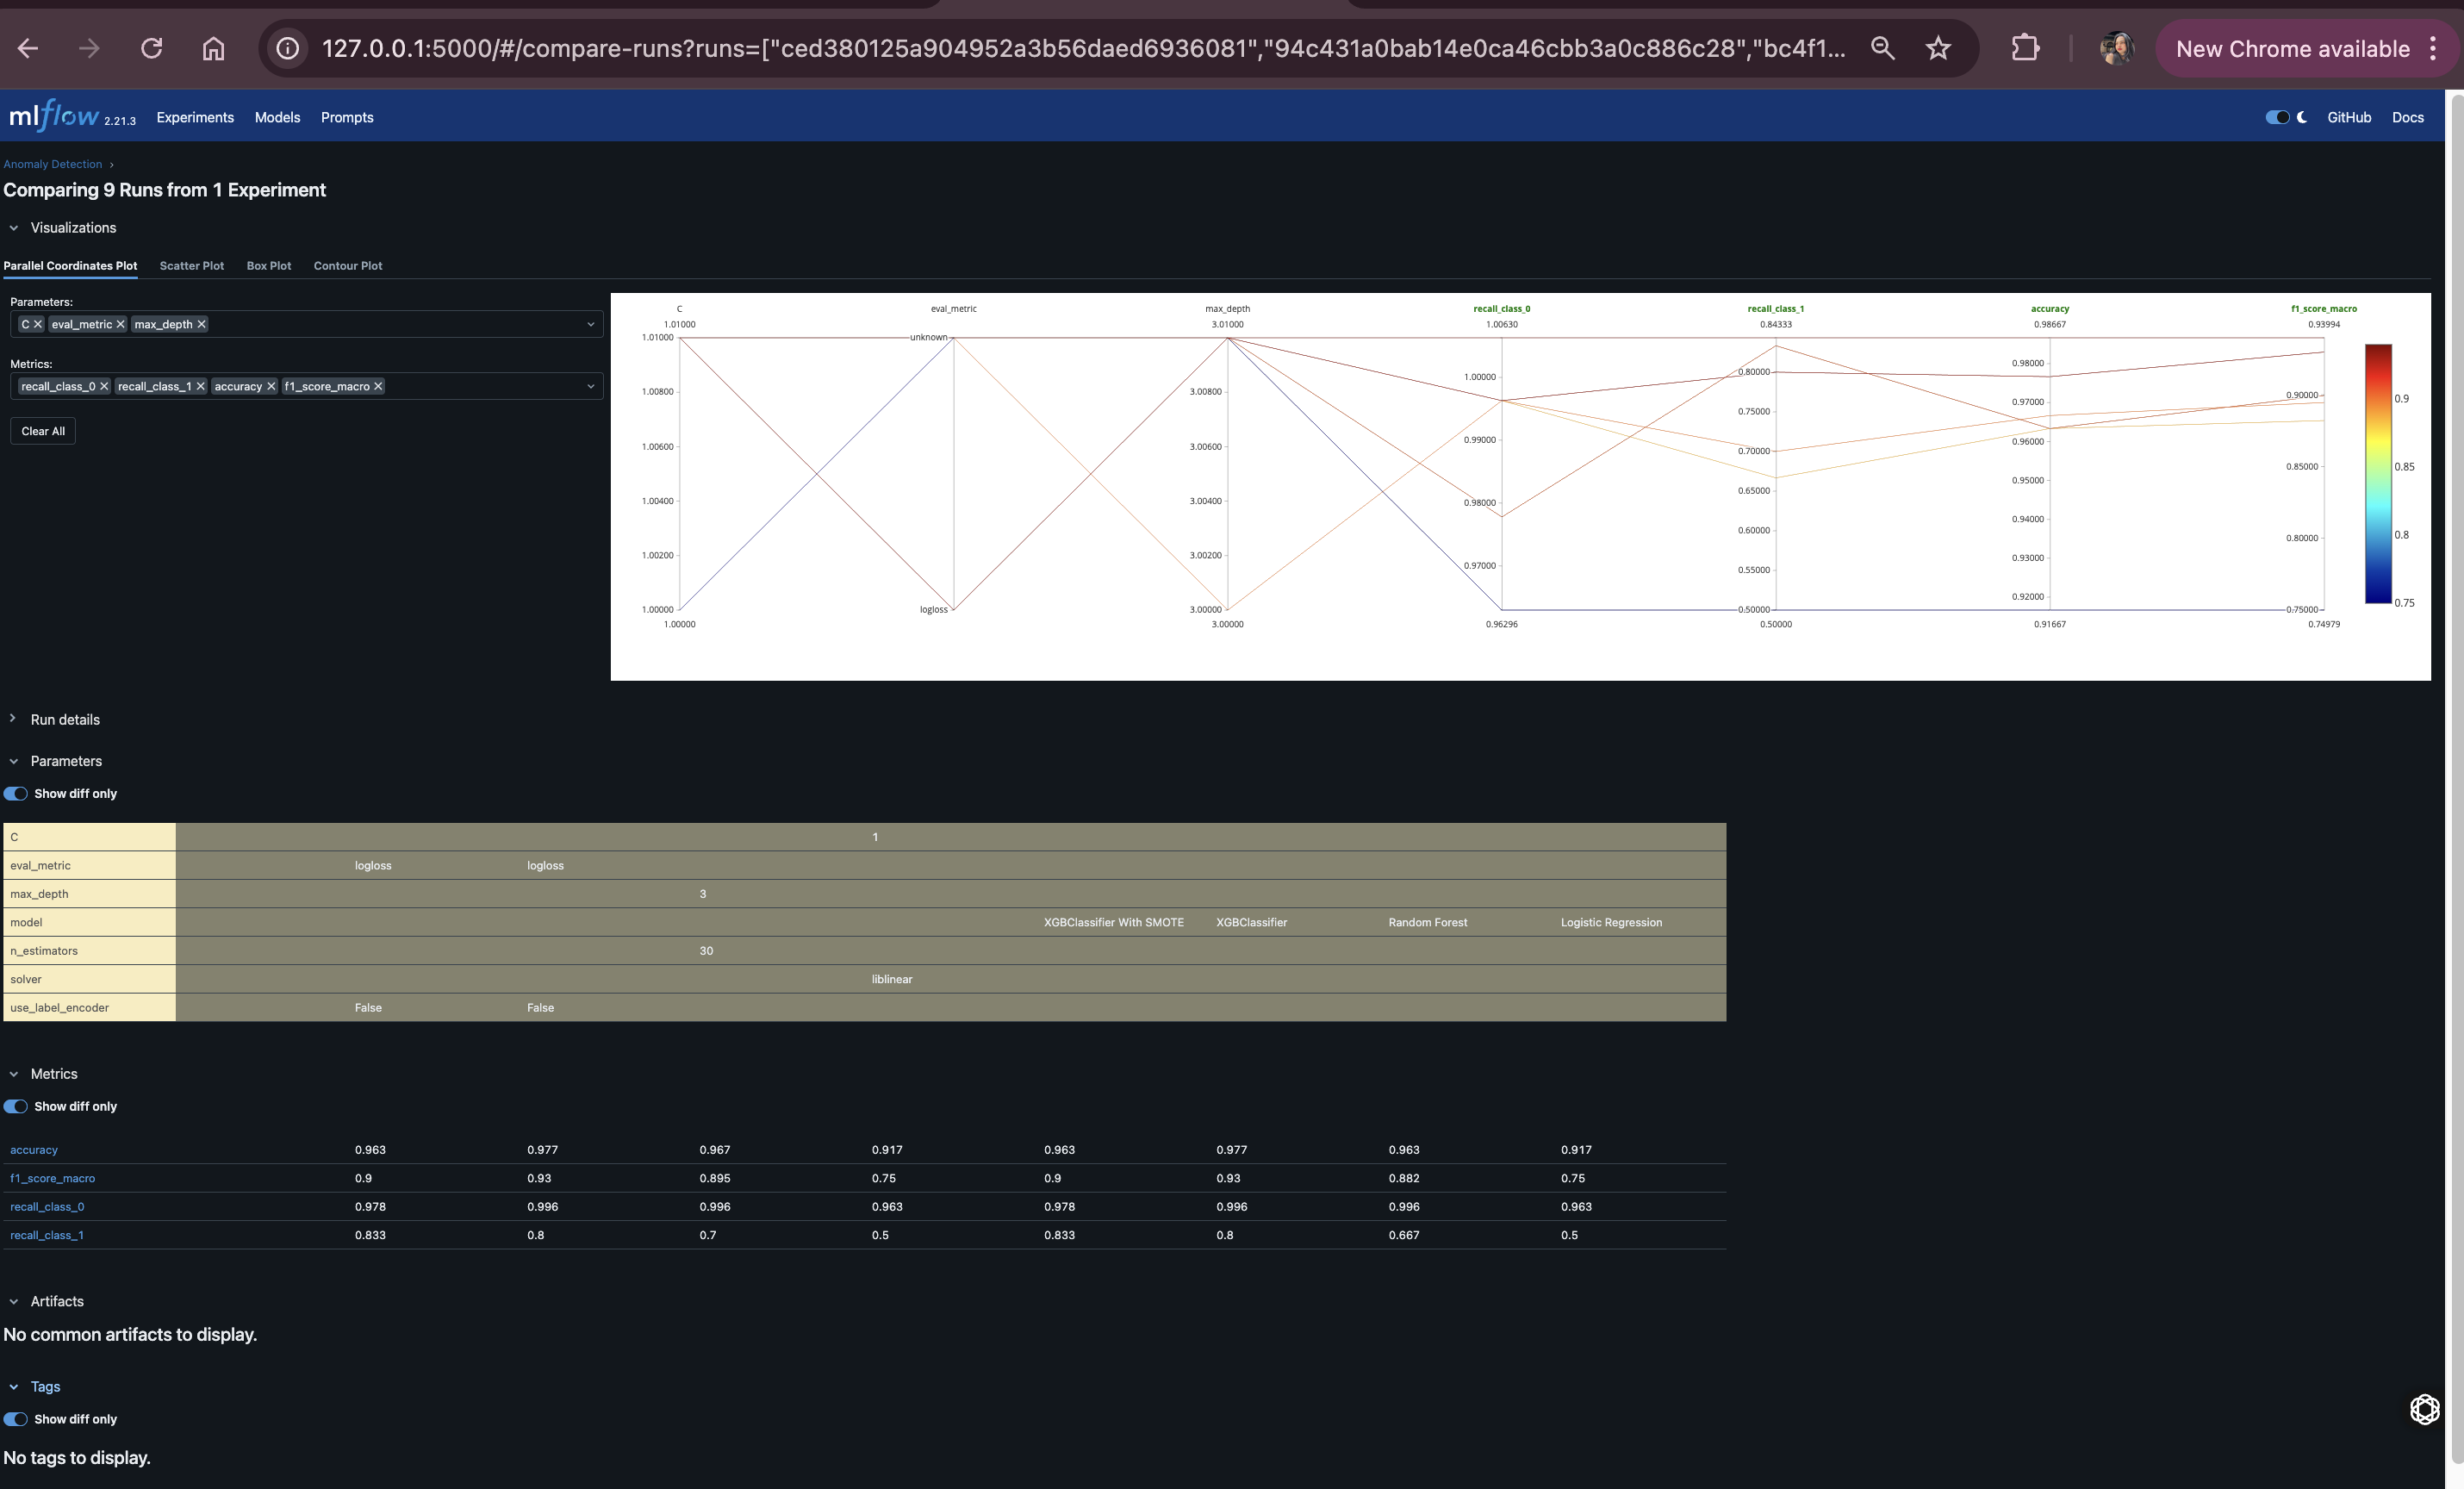 127.0.0.1:5000/#/compare-runs?runs=["ced380125a904952a3b56daed6936081","94c431a0bab14e0ca46cbb3a0c886c28","bc4f1...
New Chrome available
mlflow 2.21.3 Experiments Models Prompts GitHub Docs
Anomaly Detection ›
Comparing 9 Runs from 1 Experiment
Visualizations
Parallel Coordinates Plot Scatter Plot Box Plot Contour Plot
Parameters:
C eval_metric max_depth
Metrics:
recall_class_0 recall_class_1 accuracy f1_score_macro
Clear All
C eval_metric max_depth recall_class_0 recall_class_1 accuracy f1_score_macro
1.01000 3.01000 1.00630 0.84333 0.98667 0.93994
1.01000 unknown
0.98000
1.00000 0.80000
1.00800 3.00800 0.97000 0.90000 0.9
0.75000
0.99000 0.96000
1.00600 3.00600 0.70000
0.85000 0.85
0.65000 0.95000
1.00400 3.00400 0.98000
0.60000 0.94000 0.80000 0.8
1.00200 3.00200 0.97000 0.55000 0.93000
0.92000
1.00000 logloss 3.00000 0.50000 0.75000 0.75
1.00000 3.00000 0.96296 0.50000 0.91667 0.74979
Run details
Parameters
Show diff only
C 1
eval_metric logloss logloss
max_depth 3
model XGBClassifier With SMOTE XGBClassifier Random Forest Logistic Regression
n_estimators 30
solver liblinear
use_label_encoder False False
Metrics
Show diff only
accuracy 0.963 0.977 0.967 0.917 0.963 0.977 0.963 0.917
f1_score_macro 0.9 0.93 0.895 0.75 0.9 0.93 0.882 0.75
recall_class_0 0.978 0.996 0.996 0.963 0.978 0.996 0.996 0.963
recall_class_1 0.833 0.8 0.7 0.5 0.833 0.8 0.667 0.5
Artifacts
No common artifacts to display.
Tags
Show diff only
No tags to display.